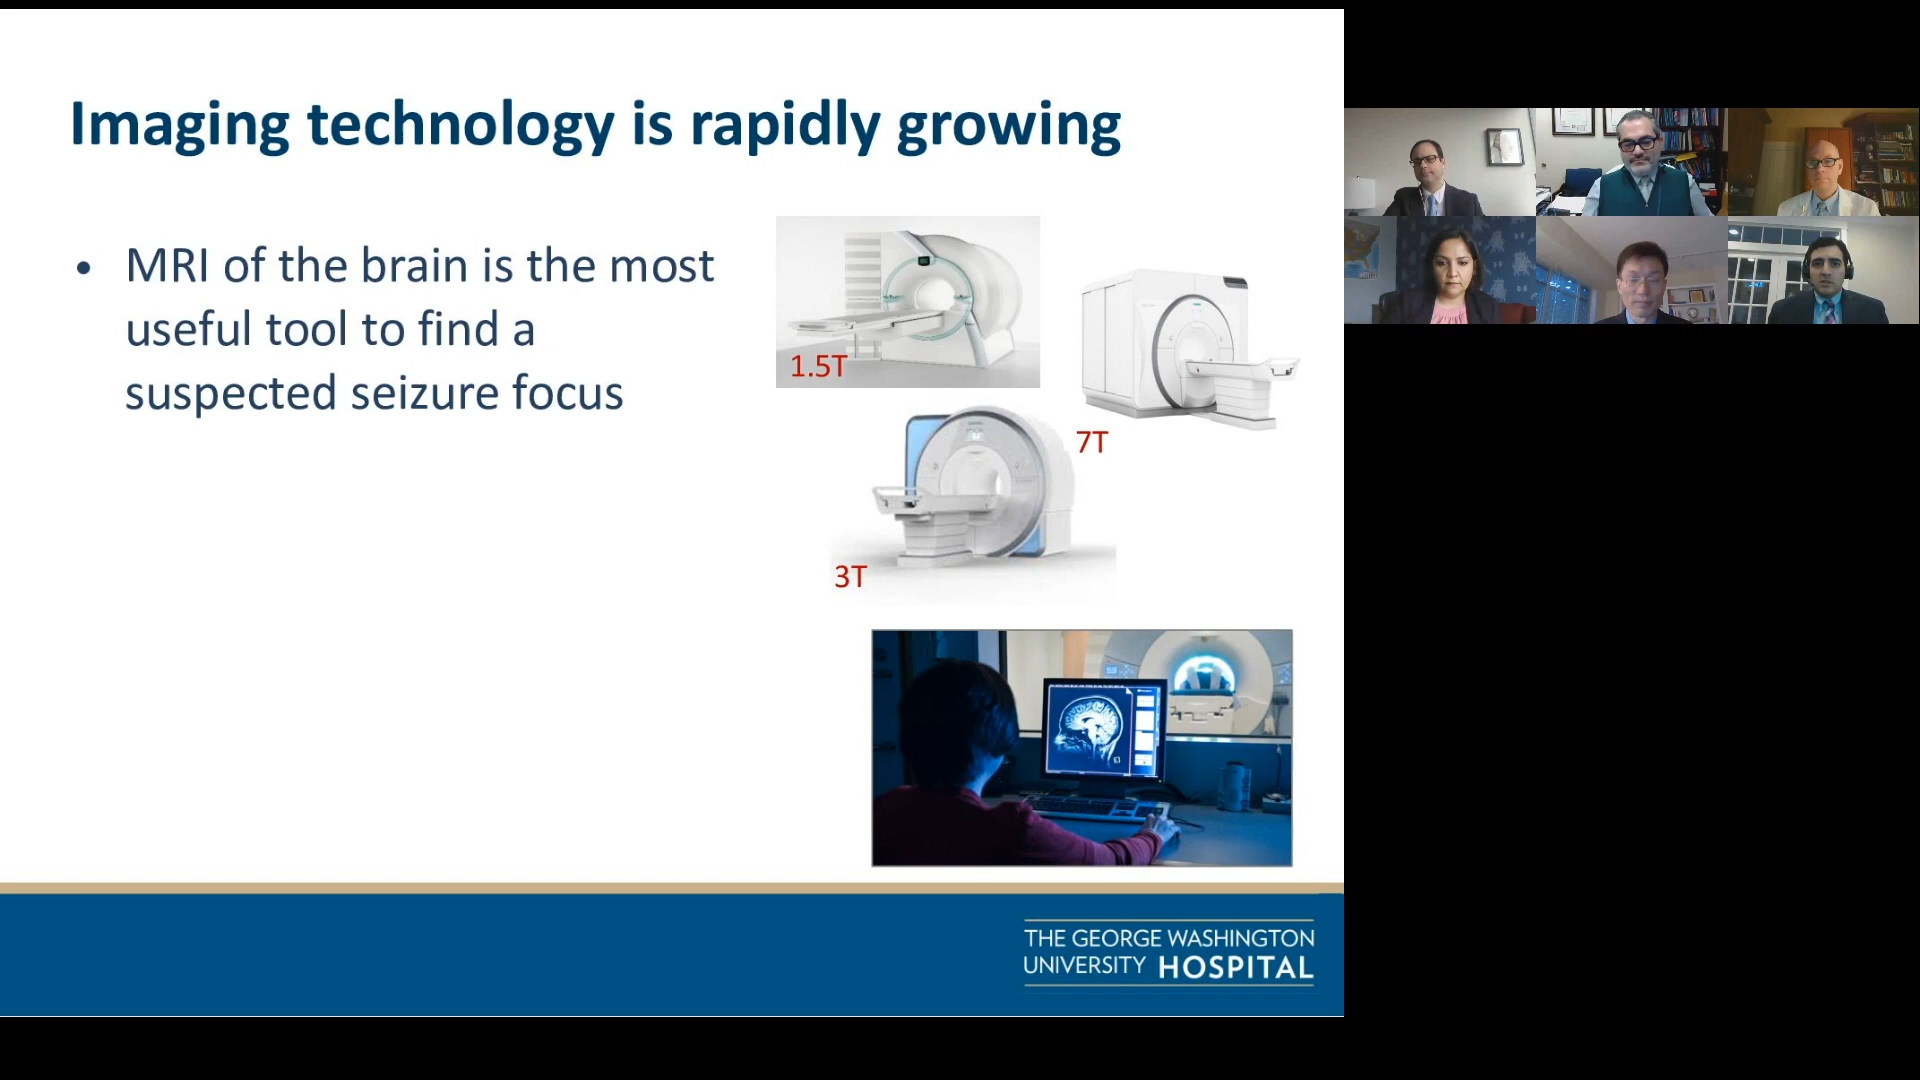 Imaging technology is rapidly growing
• MRI of the brain is the most
useful tool to find a
suspected seizure focus
1.5T
7T
3T
THE GEORGE WASHINGTON
UNIVERSITY HOSPITAL